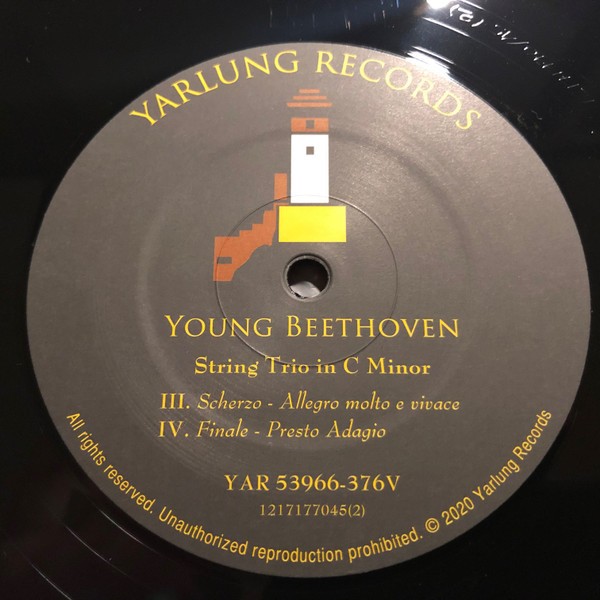 YARLUNG RECORDS
YOUNG BEETHOVEN
String Trio in C Minor
III. Scherzo - Allegro molto e vivace
IV. Finale - Presto Adagio
YAR 53966-376V
1217177045(2)
All rights reserved. Unauthorized reproduction prohibited. © 2020 Yarlung Records